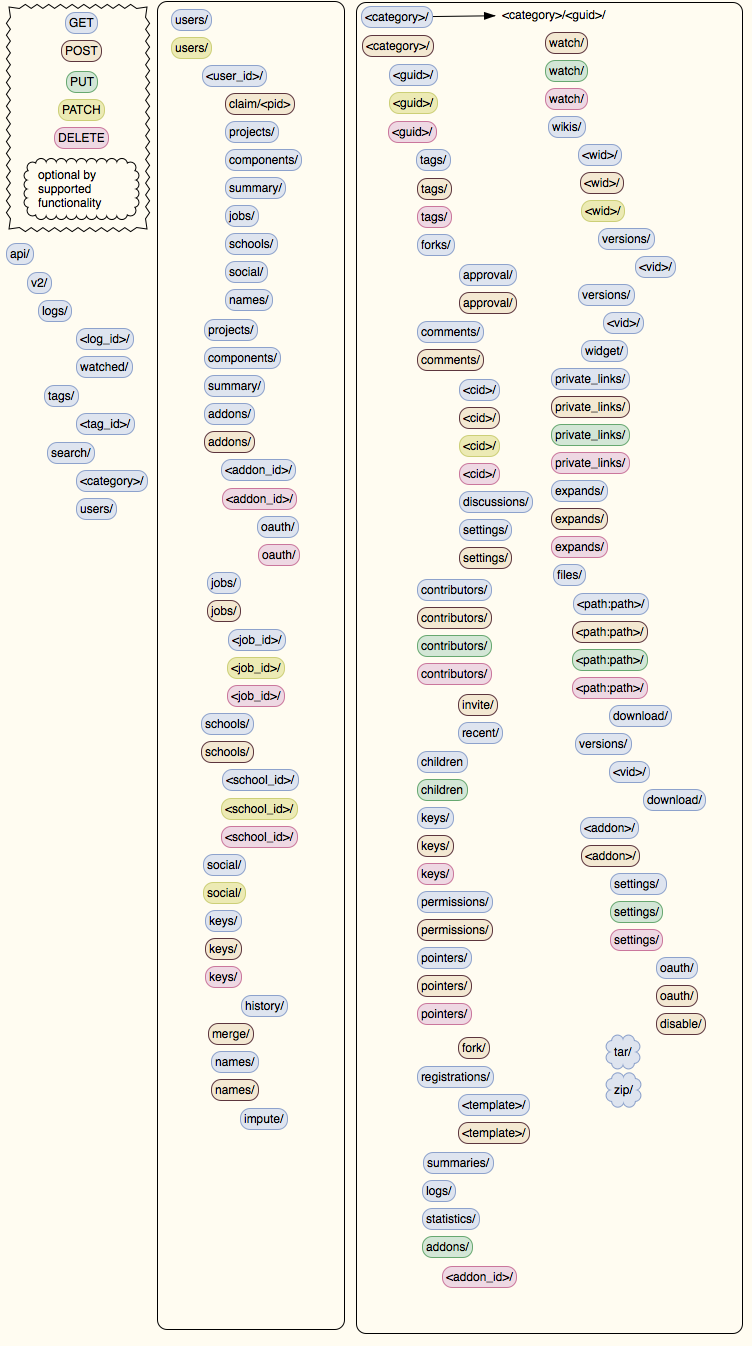 GET
POST
PUT
PATCH
DELETE
optional by
supported
functionality
api/
v2/
logs/
<log_id>/
watched/
tags/
<tag_id>/
search/
<category>/
users/
users/
users/
<user_id>/
claim/<pid>
projects/
components/
summary/
jobs/
schools/
social/
names/
projects/
components/
summary/
addons/
addons/
<addon_id>/
<addon_id>/
oauth/
oauth/
jobs/
jobs/
<job_id>/
<job_id>/
<job_id>/
schools/
schools/
<school_id>/
<school_id>/
<school_id>/
social/
social/
keys/
keys/
keys/
history/
merge/
names/
names/
impute/
<category>/
<category>/
<guid>/
<guid>/
<guid>/
tags/
tags/
tags/
forks/
approval/
approval/
comments/
comments/
<cid>/
<cid>/
<cid>/
<cid>/
discussions/
settings/
settings/
contributors/
contributors/
contributors/
contributors/
invite/
recent/
children
children
keys/
keys/
keys/
permissions/
permissions/
pointers/
pointers/
pointers/
fork/
registrations/
<template>/
<template>/
summaries/
logs/
statistics/
addons/
<addon_id>/
<category>/<guid>/
watch/
watch/
watch/
wikis/
<wid>/
<wid>/
<wid>/
versions/
<vid>/
versions/
<vid>/
widget/
private_links/
private_links/
private_links/
private_links/
expands/
expands/
expands/
files/
<path:path>/
<path:path>/
<path:path>/
<path:path>/
download/
versions/
<vid>/
download/
<addon>/
<addon>/
settings/
settings/
settings/
oauth/
oauth/
disable/
tar/
zip/